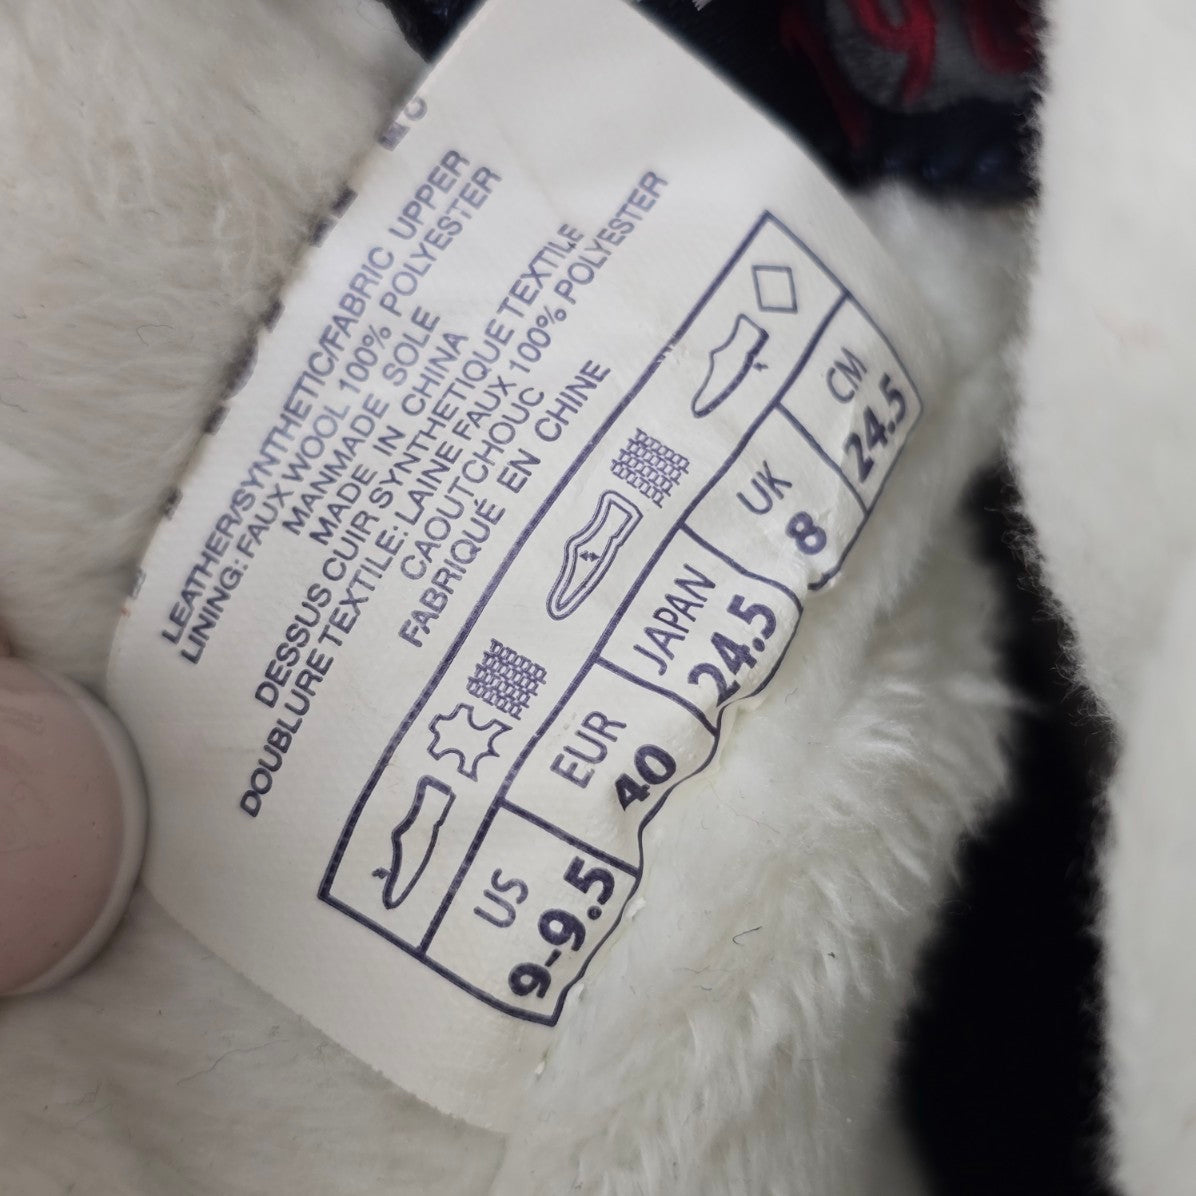 LEATHER/SYNTHETIC/FABRIC UPPER
LINING: FAUX WOOL 100% POLYESTER
MANMADE SOLE
MADE IN CHINA
DESSUS CUIR SYNTHETIQUE TEXTILE
DOUBLURE TEXTILE: LAINE FAUX 100% POLYESTER
CAOUTCHOUC
FABRIQUÉ EN CHINE
US
9-9.5
EUR
40
JAPAN
24.5
UK
8
CM
24.5